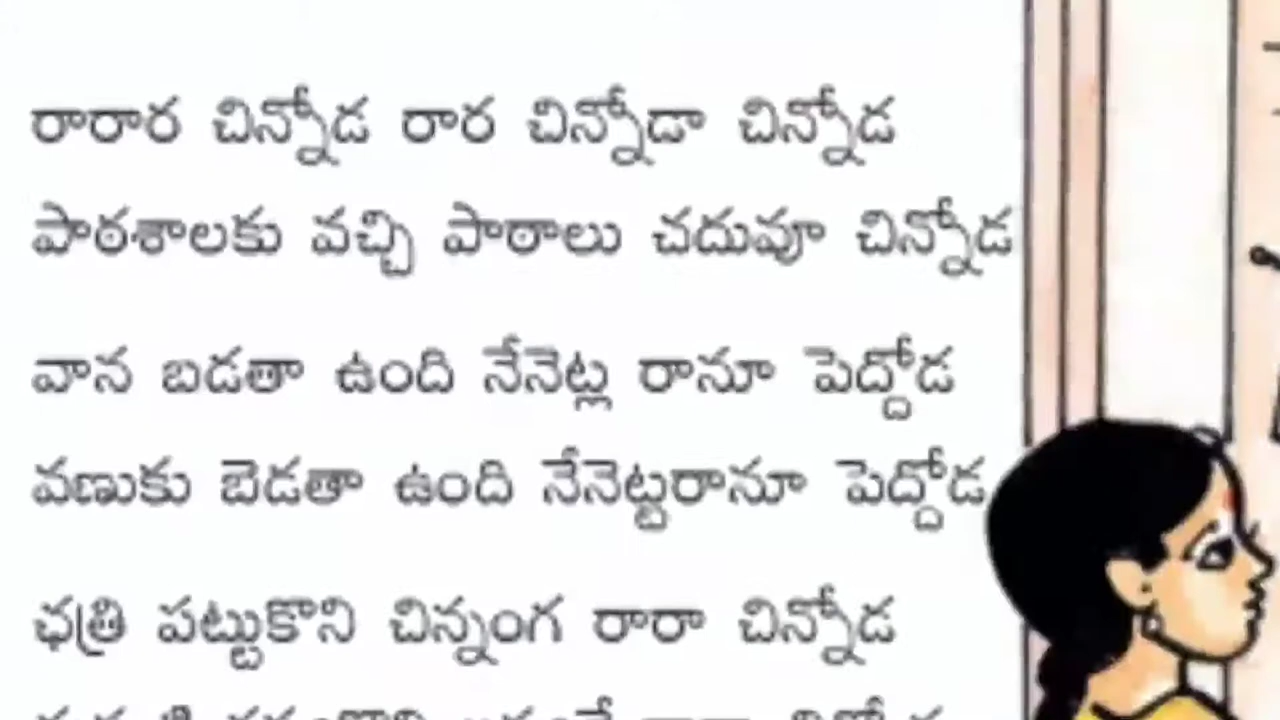 రారార చిన్నోడ రార చిన్నోడా చిన్నోడ
పాఠశాలకు వచ్చి పాఠాలు చదువూ చిన్నోడ
వాన బడతా ఉంది నేనెట్ల రానూ పెద్దోడ
వణుకు బెడతా ఉంది నేనెట్టరానూ పెద్దోడ
ఛత్రి పట్టుకొని చిన్నంగ రారా చిన్నోడ